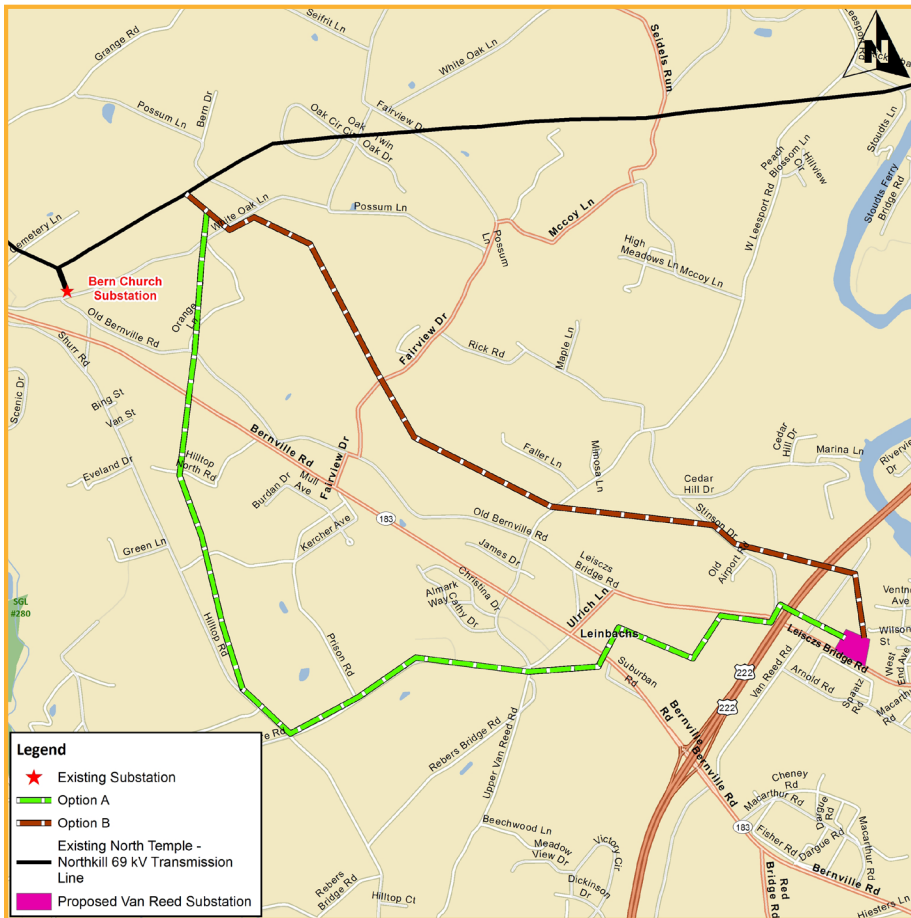 Grange Rd
Seifrit Ln
White Oak Ln
Seidels Run
Leesport Rd
N
Possum Ln
Bern Dr
Fairview Dr
Oak Cir
Oak Dr
Twin
Stoudts Ln
Peach
Blossom Ln
Hillview
Cir
Stoudts Ferry
Bridge Rd
W Leesport Rd
Cemetery Ln
White Oak Ln
Possum Ln
Mccoy Ln
Possum
Ln
High
Meadows Ln
Mccoy Ln
Bern Church
Substation
Orange
Ln
Old Bernville Rd
Shurr Rd
Fairview Dr
Rick Rd
Maple Ln
Scenic Dr
Bing St
Van St
Bernville Rd
Fairview Dr
Hilltop
North Rd
Eveland Dr
Burdan Dr
Mull
Ave
Kercher Ave
183
Faller Ln
Mimosa Ln
Cedar
Hill Dr
Cedar
Hill Dr
Marina Ln
Riverview
Dr
Stinson Dr
Old Bernville Rd
James Dr
Leisczs
Bridge Rd
Old
Airport Rd
Green Ln
Almark
Way
Christina Dr
Cathy Dr
Ulrich Ln
Leinbachs
SGL
#280
Hilltop Rd
Prison Rd
Suburban
Rd
Leisczs Bridge Rd
Wilson
St
West
End Ave
Van Reed Rd
Arnold Rd
Spaatz
Rd
Macarthur
Rd
222
222
Rebers Bridge Rd
Upper Van Reed Rd
Bernville
Rd
Bernville Rd
Beechwood Ln
Meadow
View Dr
Victory Cir
Dickinson
Dr
Cheney
Rd
Macarthur Rd
Dargue
Rd
Dargue Rd
Fisher Rd
Macarthur Rd
183
Bernville Rd
Red
Bridge Rd
Hiesters Ln
Rebers
Bridge Rd
Hilltop Ct
Legend
Existing Substation
Option A
Option B
Existing North Temple -
Northkill 69 kV Transmission
Line
Proposed Van Reed Substation